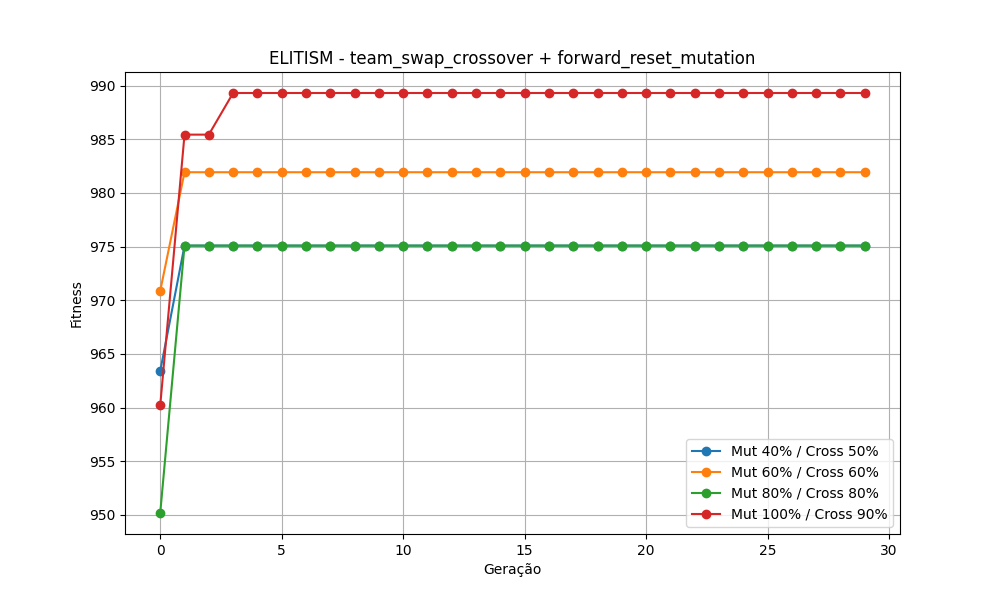 ELITISM - team_swap_crossover + forward_reset_mutation
990
985
980
975
970
965
960
955
950
Fitness
0
5
10
15
20
25
30
Geração
Mut 40% / Cross 50%
Mut 60% / Cross 60%
Mut 80% / Cross 80%
Mut 100% / Cross 90%